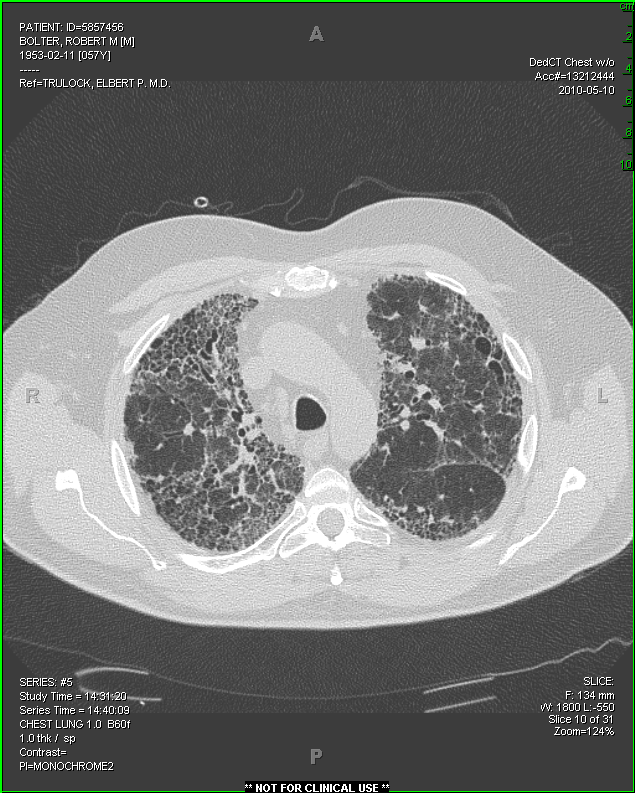 PATIENT: ID=5857456
BOLTER, ROBERT M [M]
1953-02-11 [057Y]
-----
Ref=TRULOCK, ELBERT P. M.D.
A
cm
2
4
6
8
10
DedCT Chest w/o
Acc#=13212444
2010-05-10
R
L
SERIES: #5
Study Time = 14:31:20
Series Time = 14:40:09
CHEST LUNG 1.0 B60f
1.0 thk / sp
Contrast=
PI=MONOCHROME2
SLICE:
F: 134 mm
W: 1800 L:-550
Slice 10 of 31
Zoom=124%
P
** NOT FOR CLINICAL USE **